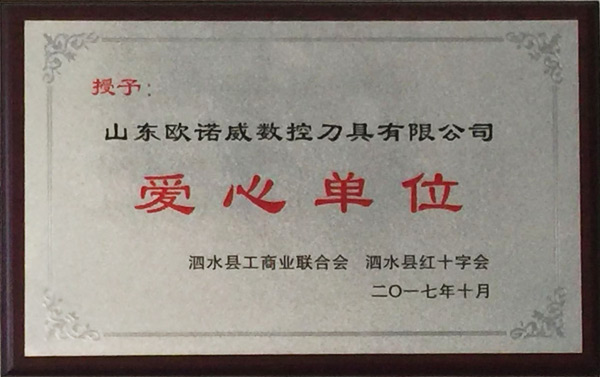 授予：
山东欧诺威数控刀具有限公司
爱心单位
泗水县工商业联合会 泗水县红十字会
二〇一七年十月